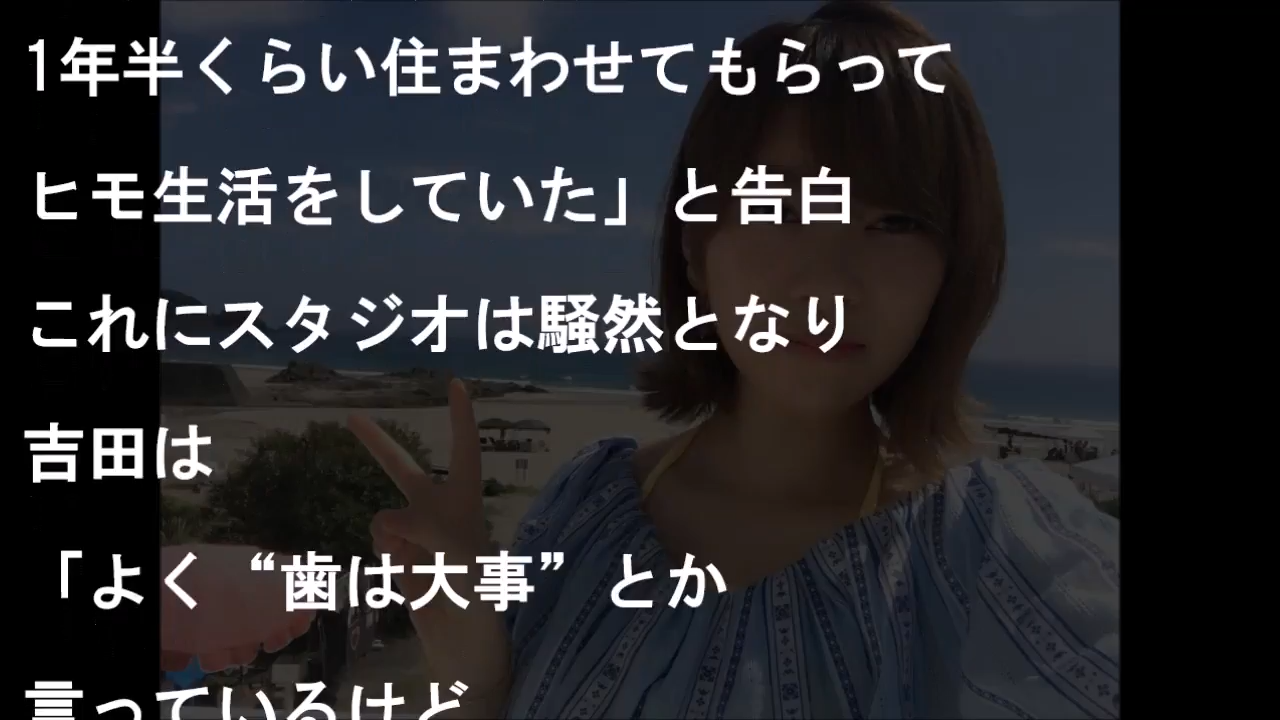 1年半くらい住まわせてもらって
ヒモ生活をしていた」と告白
これにスタジオは騒然となり
吉田は
「よく“歯は大事”とか
言っているけど